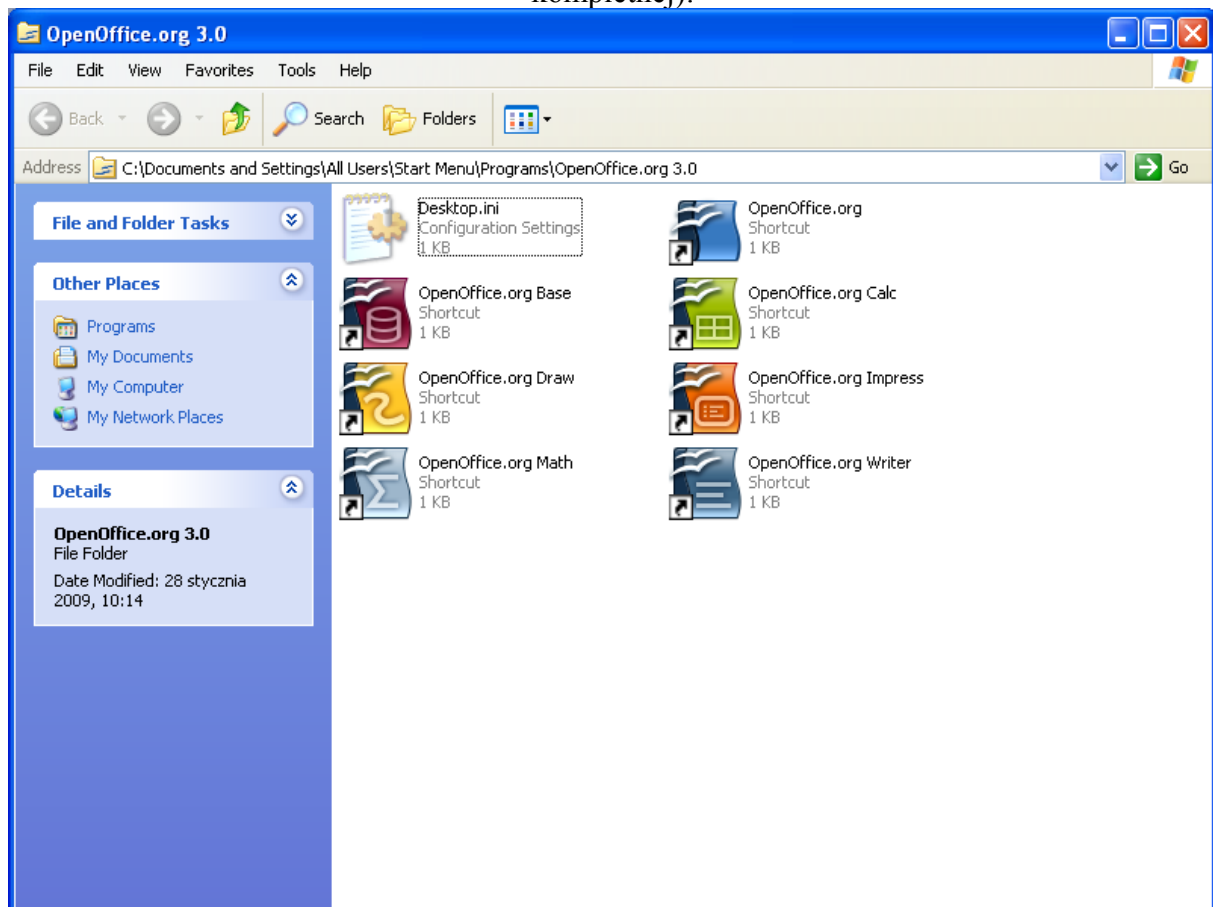 kompletnej).
OpenOffice.org 3.0
File Edit View Favorites Tools Help
Back Search Folders
Address C:\Documents and Settings\All Users\Start Menu\Programs\OpenOffice.org 3.0 Go
File and Folder Tasks
Other Places
Programs
My Documents
My Computer
My Network Places
Details
OpenOffice.org 3.0
File Folder
Date Modified: 28 stycznia
2009, 10:14
Desktop.ini
Configuration Settings
1 KB
OpenOffice.org
Shortcut
1 KB
OpenOffice.org Base
Shortcut
1 KB
OpenOffice.org Calc
Shortcut
1 KB
OpenOffice.org Draw
Shortcut
1 KB
OpenOffice.org Impress
Shortcut
1 KB
OpenOffice.org Math
Shortcut
1 KB
OpenOffice.org Writer
Shortcut
1 KB